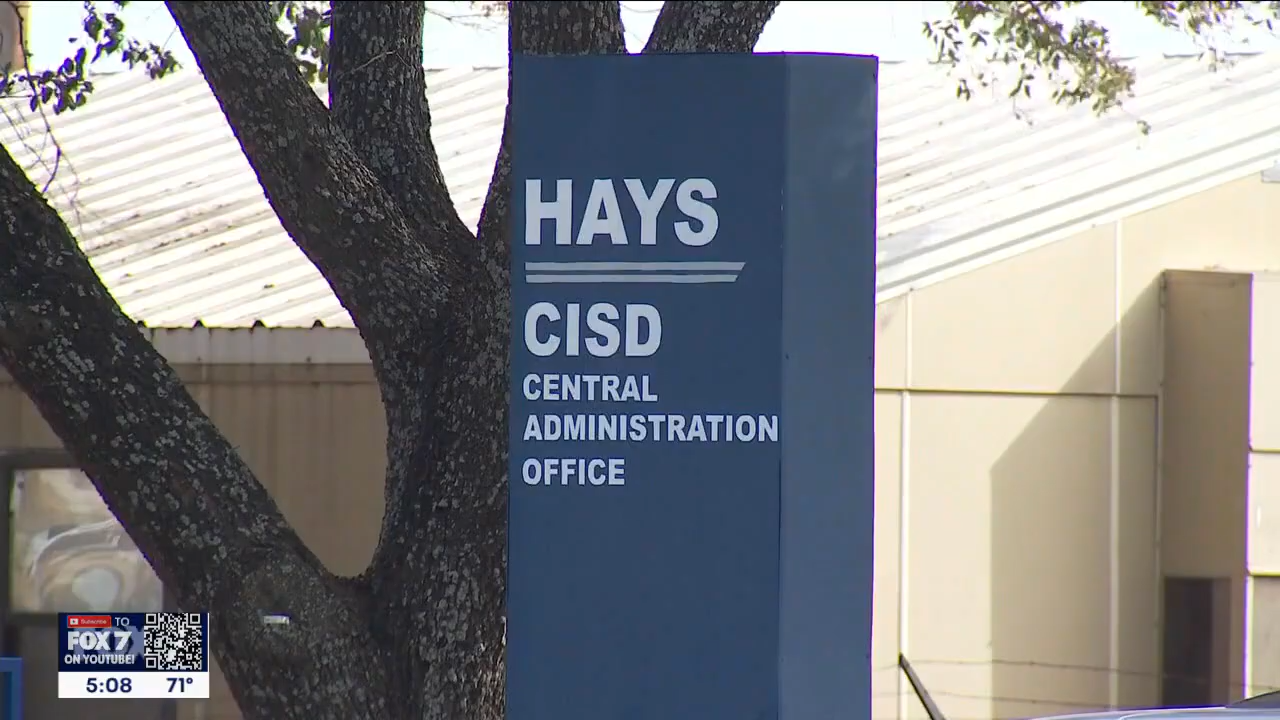 HAYS
CISD
CENTRAL
ADMINISTRATION
OFFICE
Subscribe TO
FOX 7
ON YOUTUBE!
5:08 71°